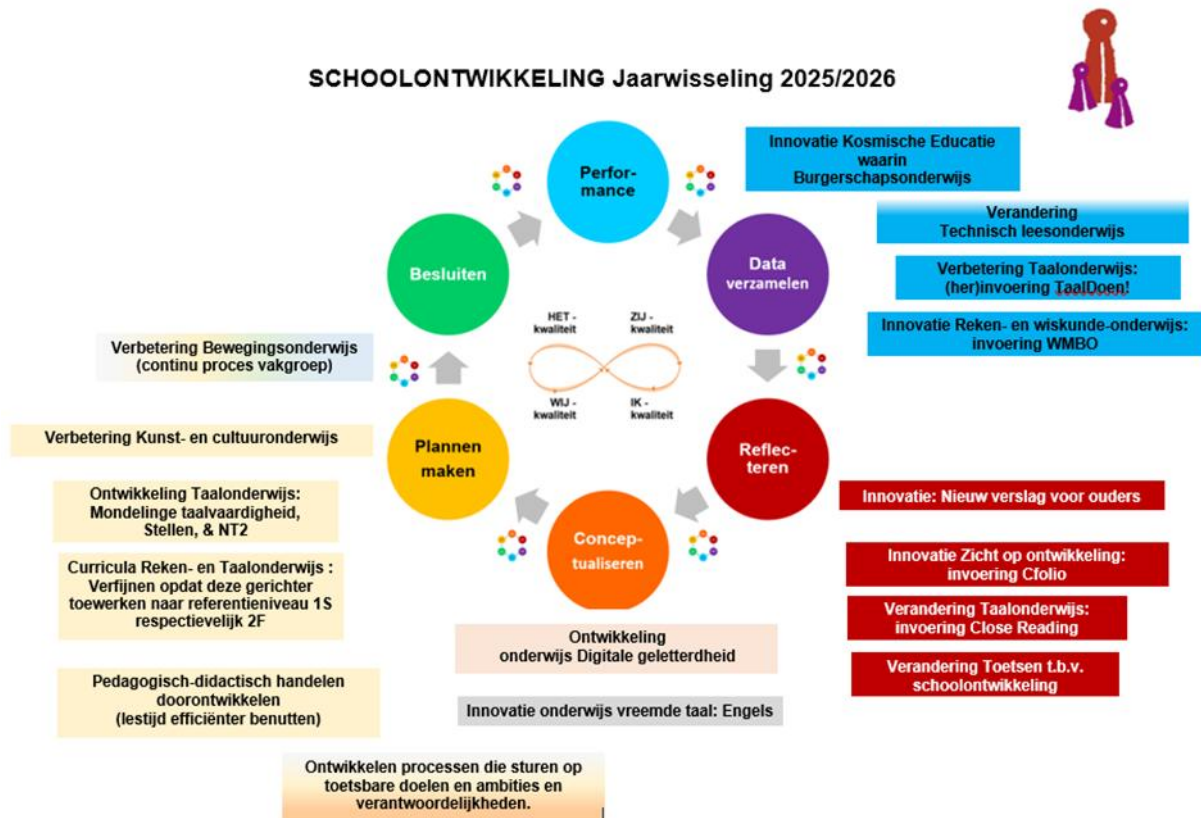 SCHOOLONTWIKKELING Jaarwisseling 2025/2026
Perfor-
mance
Data
verzamelen
Reflec-
teren
Concep-
tualiseren
Plannen
maken
Besluiten
HET -
kwaliteit
ZIJ -
kwaliteit
WIJ -
kwaliteit
IK -
kwaliteit
Innovatie Kosmische Educatie
waarin
Burgerschapsonderwijs
Verandering
Technisch leesonderwijs
Verbetering Taalonderwijs:
(her)invoering TaalDoen!
Innovatie Reken- en wiskunde-onderwijs:
invoering WMBO
Innovatie: Nieuw verslag voor ouders
Innovatie Zicht op ontwikkeling:
invoering Cfolio
Verandering Taalonderwijs:
invoering Close Reading
Verandering Toetsen t.b.v.
schoolontwikkeling
Ontwikkeling
onderwijs Digitale geletterdheid
Innovatie onderwijs vreemde taal: Engels
Verbetering Bewegingsonderwijs
(continu proces vakgroep)
Verbetering Kunst- en cultuuronderwijs
Ontwikkeling Taalonderwijs:
Mondelinge taalvaardigheid,
Stellen, & NT2
Curricula Reken- en Taalonderwijs :
Verfijnen opdat deze gerichter
toewerken naar referentieniveau 1S
respectievelijk 2F
Pedagogisch-didactisch handelen
doorontwikkelen
(lestijd efficiënter benutten)
Ontwikkelen processen die sturen op
toetsbare doelen en ambities en
verantwoordelijkheden.